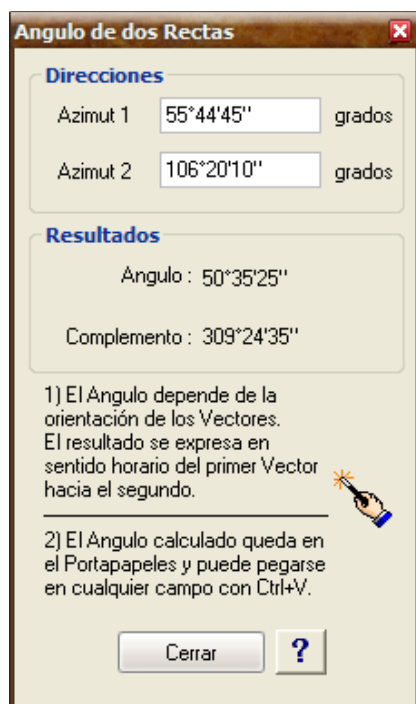 Angulo de dos Rectas
Direcciones
Azimut 1 55°44'45'' grados
Azimut 2 106°20'10'' grados
Resultados
Angulo : 50°35'25''
Complemento : 309°24'35''
1) El Angulo depende de la
orientación de los Vectores.
El resultado se expresa en
sentido horario del primer Vector
hacia el segundo.
2) El Angulo calculado queda en
el Portapapeles y puede pegarse
en cualquier campo con Ctrl+V.
Cerrar ?